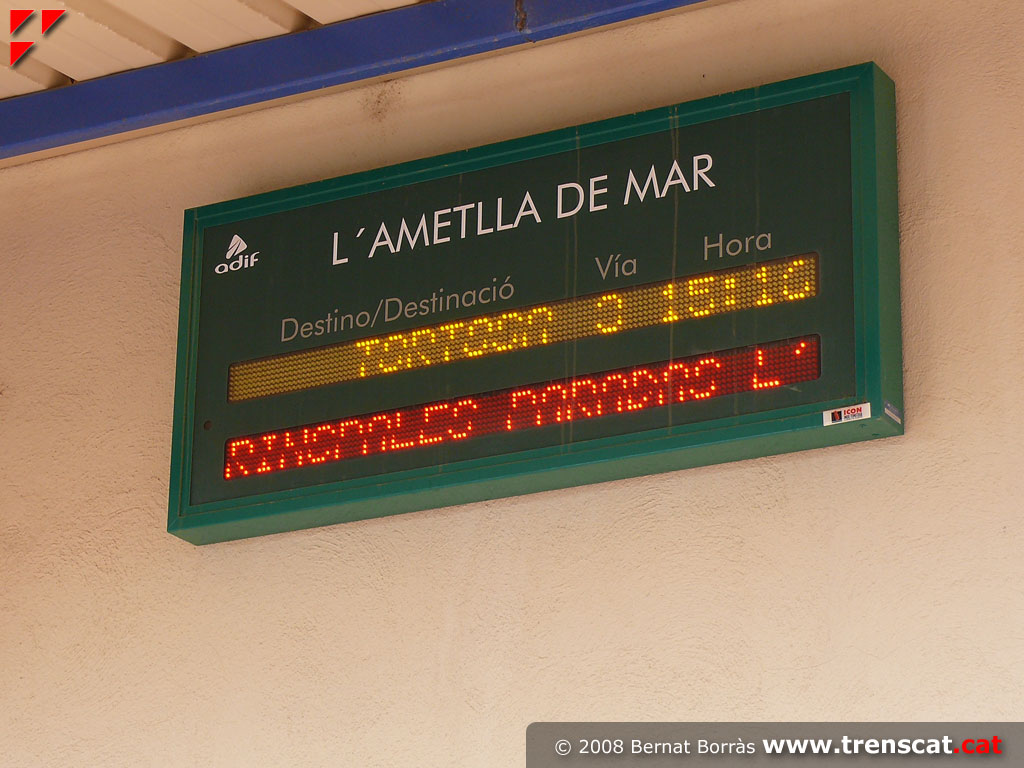 L´AMETLLA DE MAR
adif
Destino/Destinació Vía Hora
TORTOSA 3 15:10
RINCPALES PARADAS L'
ICON
© 2008 Bernat Borràs www.trenscat.cat